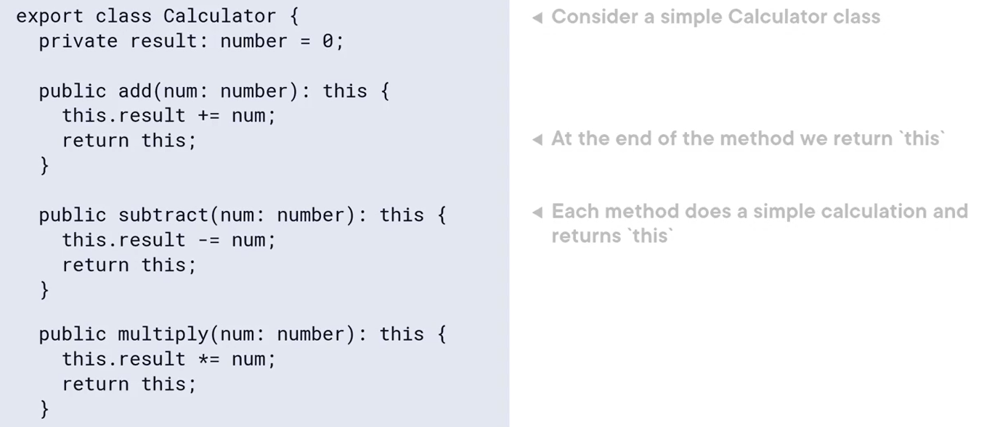 export class Calculator {
private result: number = 0;
public add(num: number): this {
this.result += num;
return this;
}
public subtract(num: number): this {
this.result -= num;
return this;
}
public multiply(num: number): this {
this.result *= num;
return this;
}
◄ Consider a simple Calculator class
◄ At the end of the method we return `this`
◄ Each method does a simple calculation and
returns `this`